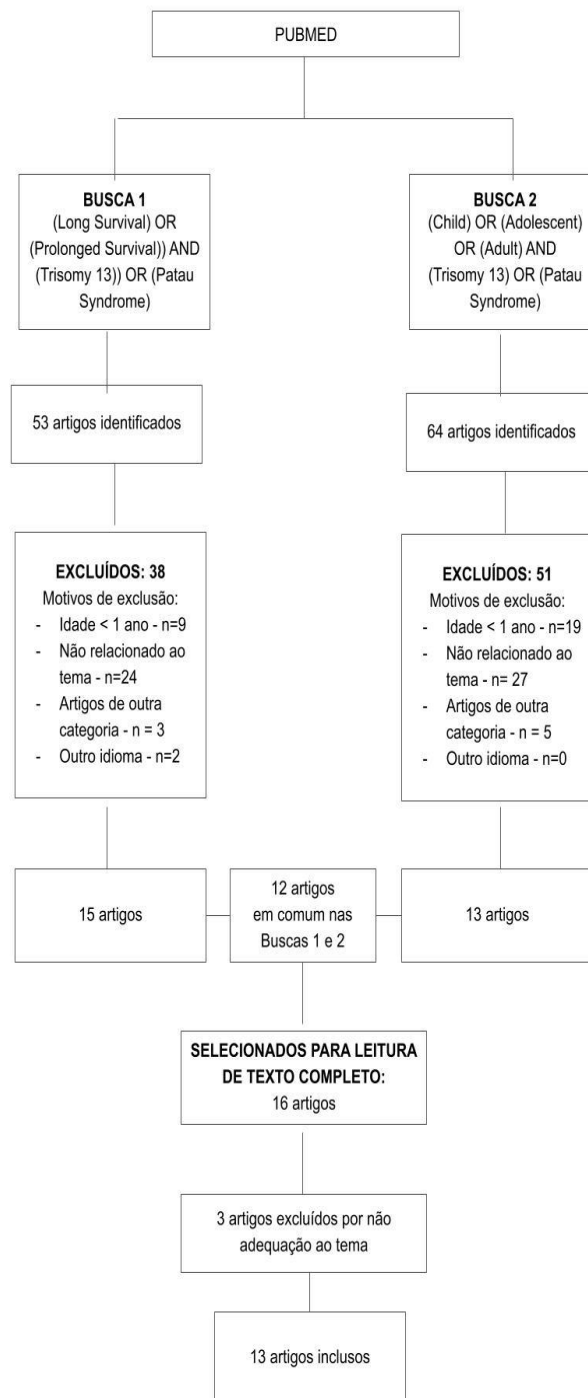 PUBMED
BUSCA 1
(Long Survival) OR
(Prolonged Survival)) AND
(Trisomy 13)) OR (Patau
Syndrome)
BUSCA 2
(Child) OR (Adolescent)
OR (Adult) AND
(Trisomy 13) OR (Patau
Syndrome)
53 artigos identificados
64 artigos identificados
EXCLUÍDOS: 38
Motivos de exclusão:
- Idade < 1 ano - n=9
- Não relacionado ao
tema - n=24
- Artigos de outra
categoria - n = 3
- Outro idioma - n=2
EXCLUÍDOS: 51
Motivos de exclusão:
- Idade < 1 ano - n=19
- Não relacionado ao
tema - n= 27
- Artigos de outra
categoria - n = 5
- Outro idioma - n=0
15 artigos
12 artigos
em comum nas
Buscas 1 e 2
13 artigos
SELECIONADOS PARA LEITURA
DE TEXTO COMPLETO:
16 artigos
3 artigos excluídos por não
adequação ao tema
13 artigos inclusos